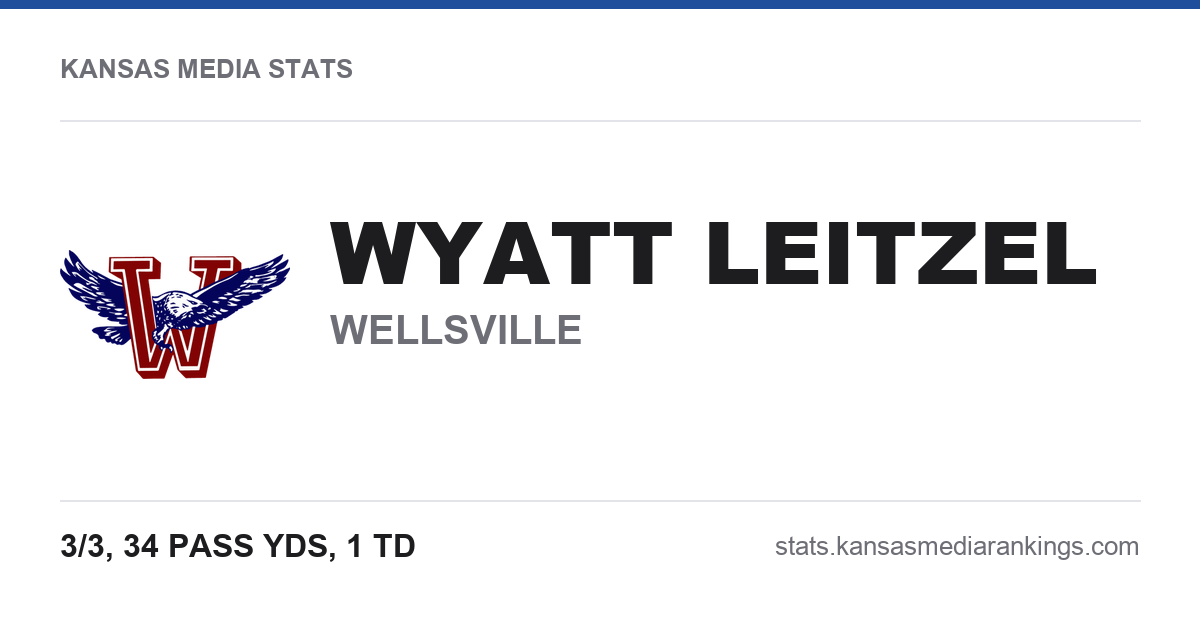 KANSAS MEDIA STATS
W
WYATT LEITZEL
WELLSVILLE
3/3, 34 PASS YDS, 1 TD
stats.kansasmediarankings.com